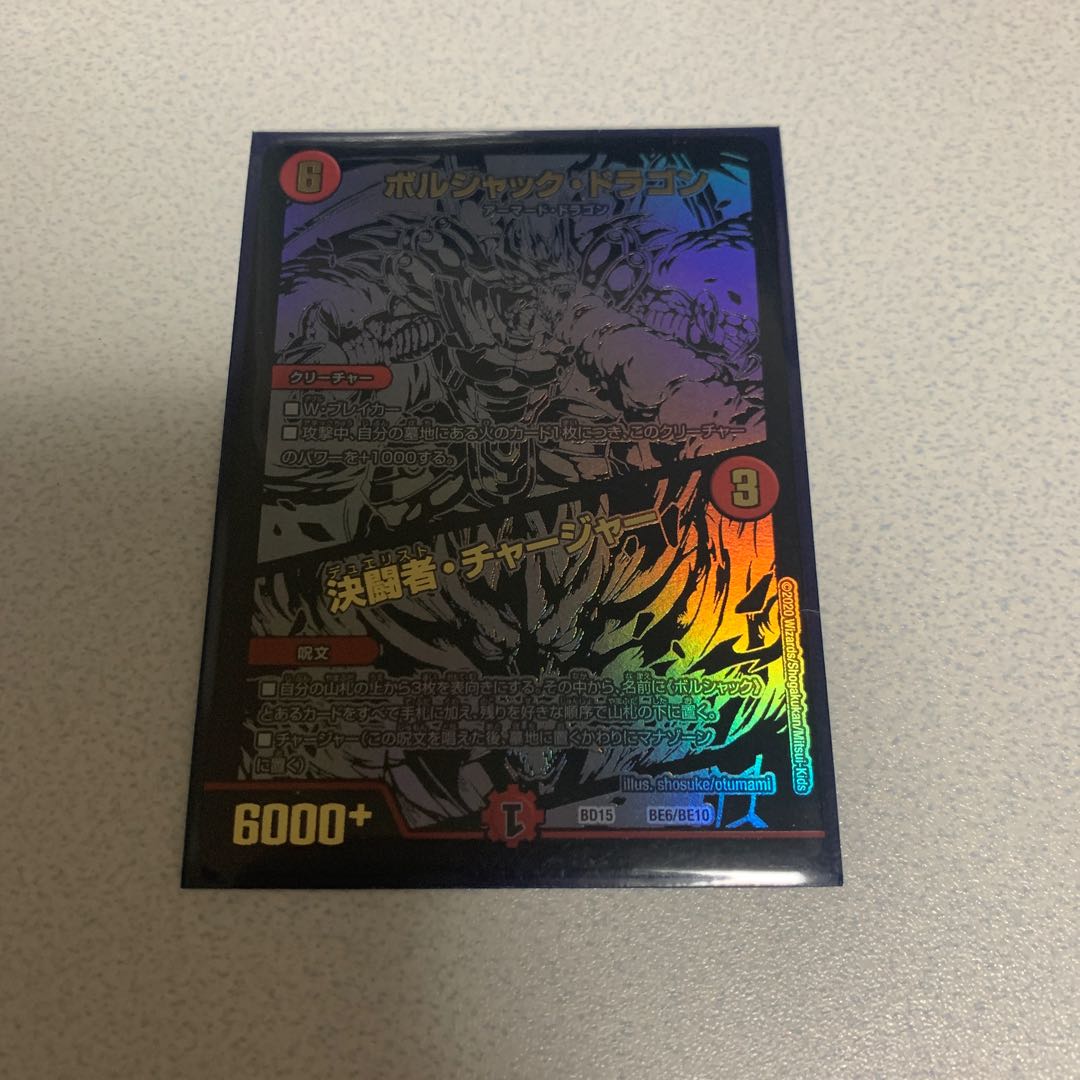 6
ボルシャック・ドラゴン
アーマード・ドラゴン
クリーチャー
■W・ブレイカー
■攻撃中、自分の墓地にある火のカード1枚につき、このクリーチャー
のパワーを+1000する。
3
デュエリスト
決闘者・チャージャー
呪文
■自分の山札の上から3枚を表向きにする。その中から、名前に《ボルシャック》
とあるカードをすべて手札に加え、残りを好きな順序で山札の下に置く。
■チャージャー(この呪文を唱えた後、墓地に置くかわりにマナゾーン
に置く)
©2020 Wizards/Shogakukan/Mitsui-Kids
illus. shosuke/otumami
6000+
1
BD15
BE6/BE10